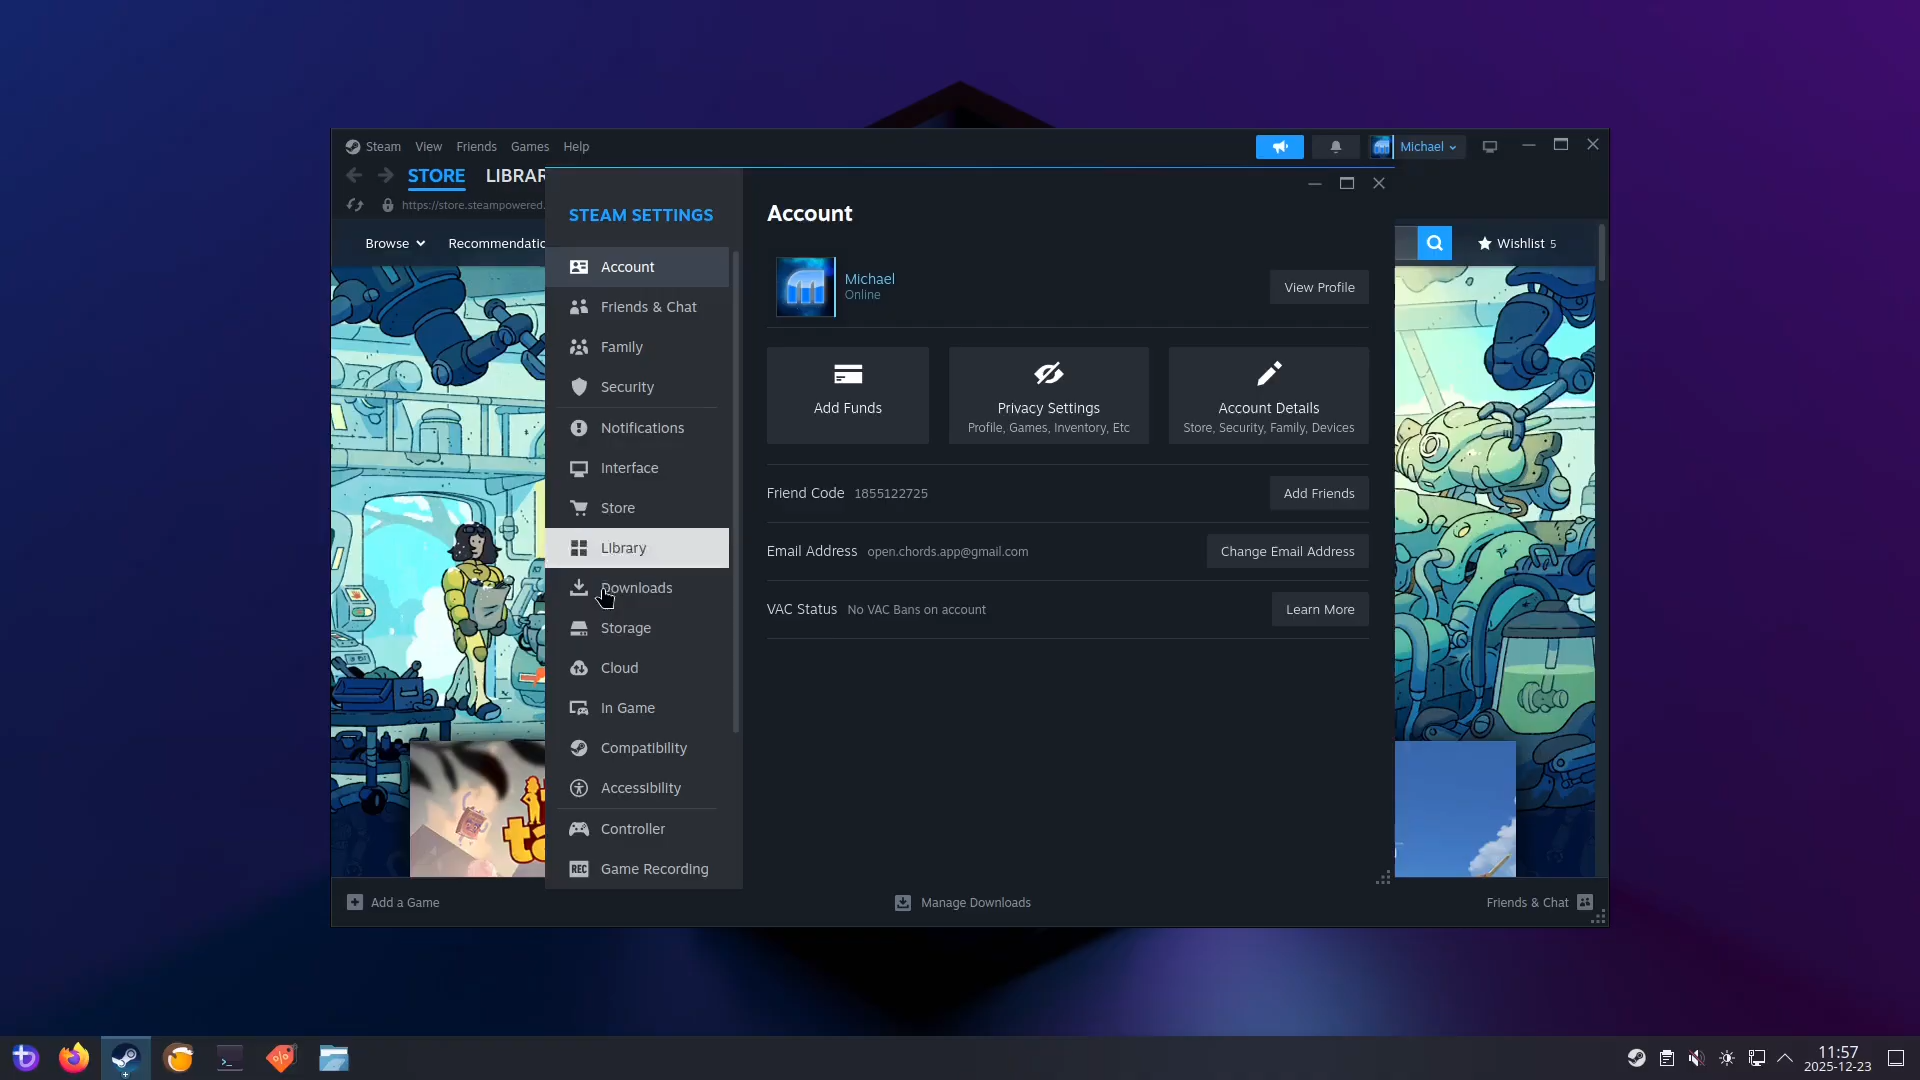 Steam View Friends Games Help Michael
STORE LIBRAR
https://store.steampowered.
Browse Recommendatio Wishlist 5
STEAM SETTINGS
Account
Friends & Chat
Family
Security
Notifications
Interface
Store
Library
Downloads
Storage
Cloud
In Game
Compatibility
Accessibility
Controller
REC Game Recording
Account
Michael
Online
View Profile
Add Funds
Privacy Settings
Profile, Games, Inventory, Etc
Account Details
Store, Security, Family, Devices
Friend Code 1855122725 Add Friends
Email Address open.chords.app@gmail.com Change Email Address
VAC Status No VAC Bans on account Learn More
Add a Game Manage Downloads Friends & Chat
11:57
2025-12-23